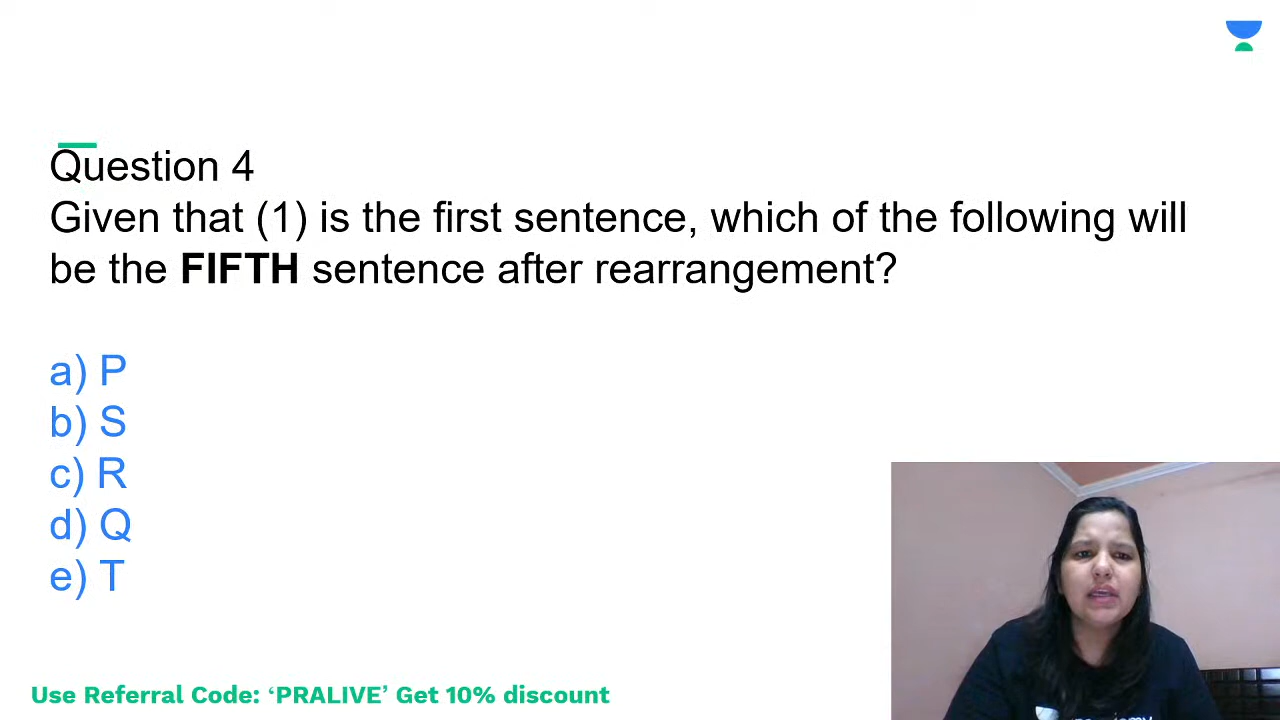 Question 4
Given that (1) is the first sentence, which of the following will
be the FIFTH sentence after rearrangement?
a) P
b) S
c) R
d) Q
e) T
Use Referral Code: ‘PRALIVE’ Get 10% discount